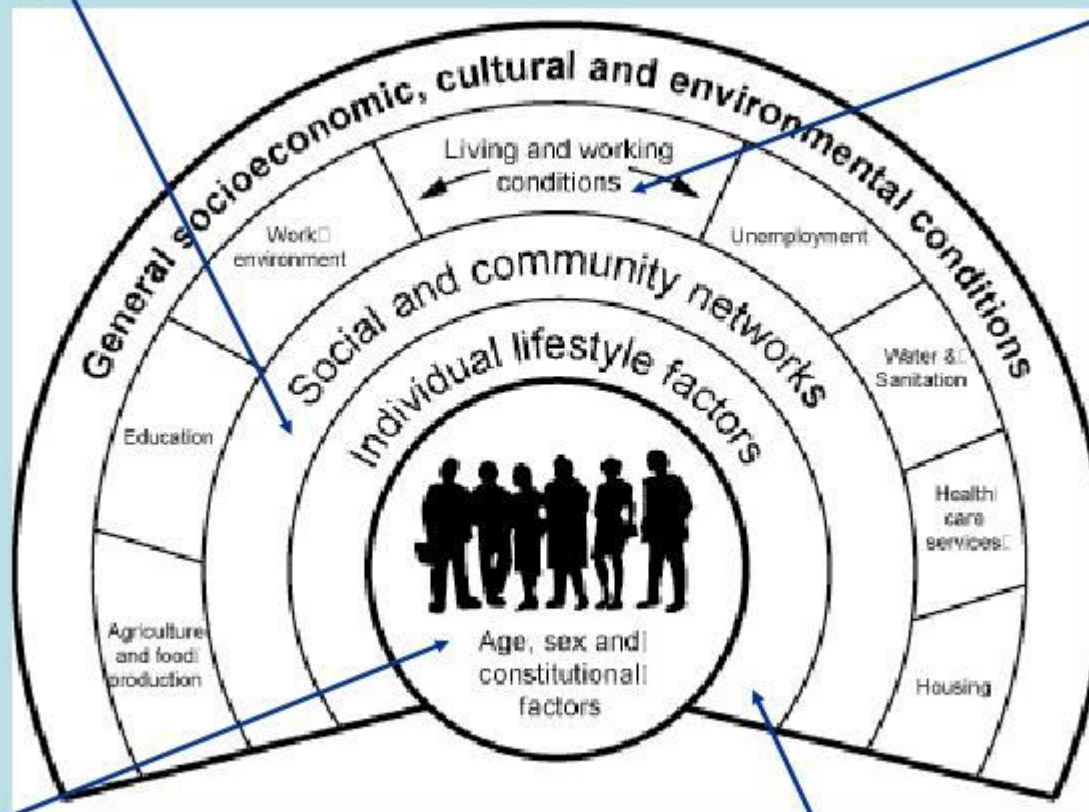 General socioeconomic, cultural and environmental conditions
Living and working
conditions
Work
environment
Unemployment
Social and community networks
Individual lifestyle factors
Education
Water &
Sanitation
Agriculture
and food
production
Health
care
services
Housing
Age, sex and
constitutional
factors